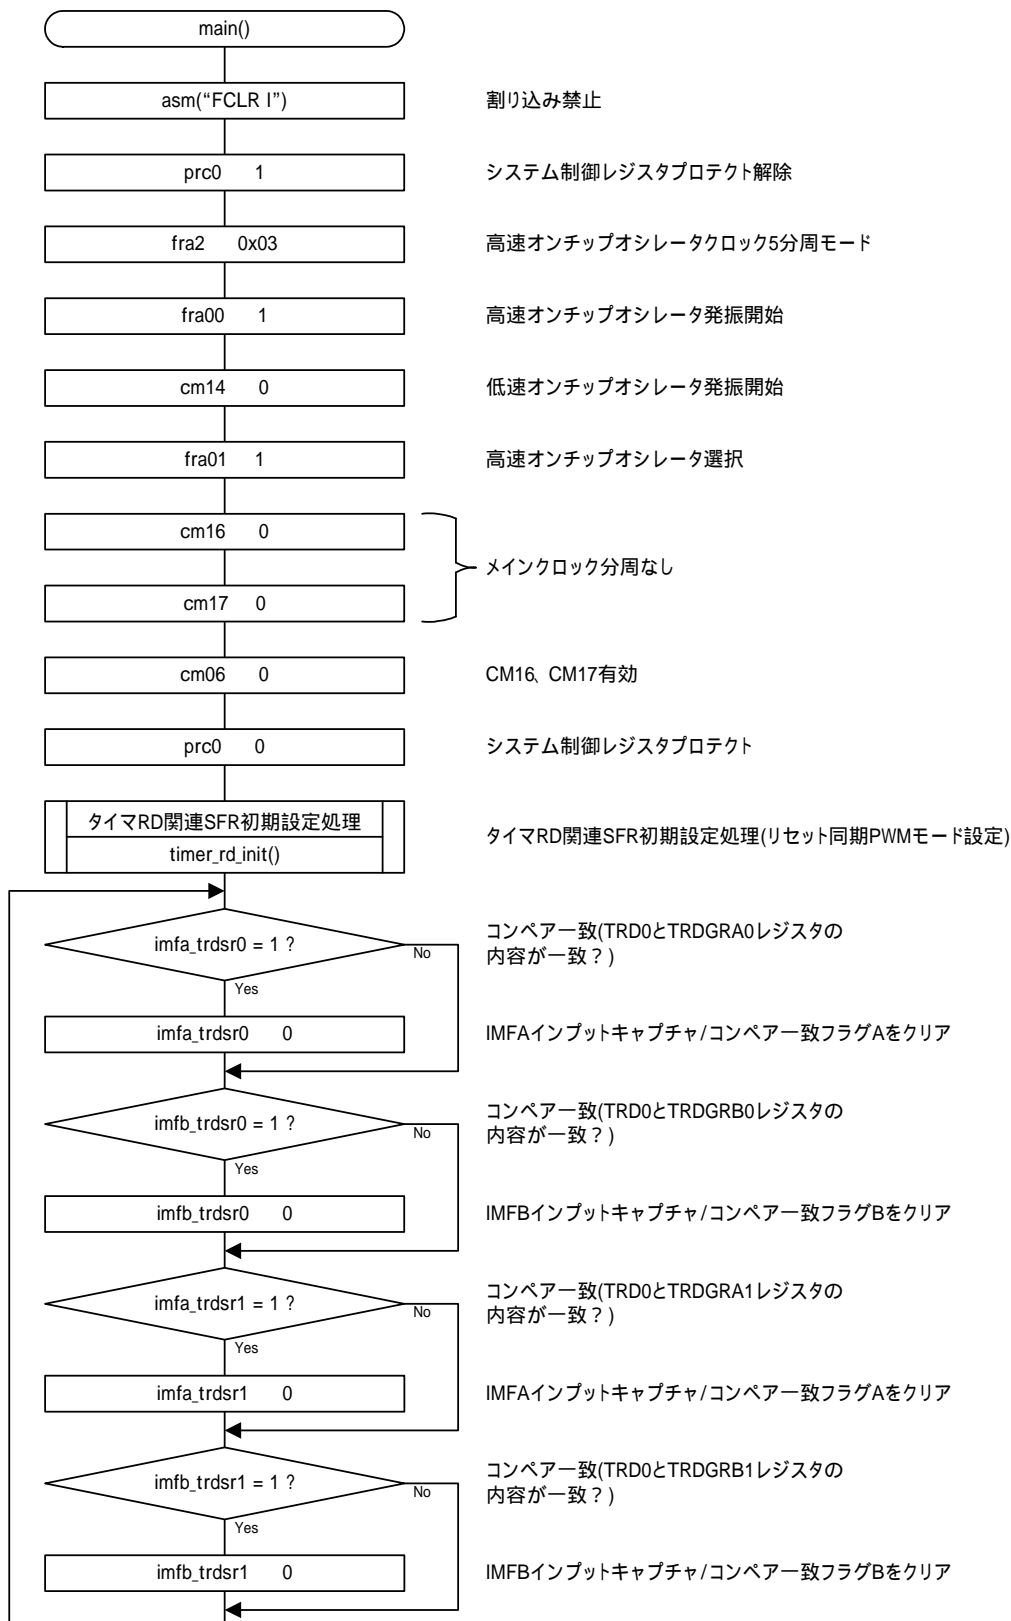 main()
asm("FCLR I") 割り込み禁止
prc0 1 システム制御レジスタプロテクト解除
fra2 0x03 高速オンチップオシレータクロック5分周モード
fra00 1 高速オンチップオシレータ発振開始
cm14 0 低速オンチップオシレータ発振開始
fra01 1 高速オンチップオシレータ選択
cm16 0
メインクロック分周なし
cm17 0
cm06 0 CM16、CM17有効
prc0 0 システム制御レジスタプロテクト
タイマRD関連SFR初期設定処理
timer_rd_init()
タイマRD関連SFR初期設定処理(リセット同期PWMモード設定)
imfa_trdsr0 = 1 ?
No
Yes
コンペア一致(TRD0とTRDGRA0レジスタの
内容が一致？)
imfa_trdsr0 0 IMFAインプットキャプチャ/コンペア一致フラグAをクリア
imfb_trdsr0 = 1 ?
No
Yes
コンペア一致(TRD0とTRDGRB0レジスタの
内容が一致？)
imfb_trdsr0 0 IMFBインプットキャプチャ/コンペア一致フラグBをクリア
imfa_trdsr1 = 1 ?
No
Yes
コンペア一致(TRD0とTRDGRA1レジスタの
内容が一致？)
imfa_trdsr1 0 IMFAインプットキャプチャ/コンペア一致フラグAをクリア
imfb_trdsr1 = 1 ?
No
Yes
コンペア一致(TRD0とTRDGRB1レジスタの
内容が一致？)
imfb_trdsr1 0 IMFBインプットキャプチャ/コンペア一致フラグBをクリア